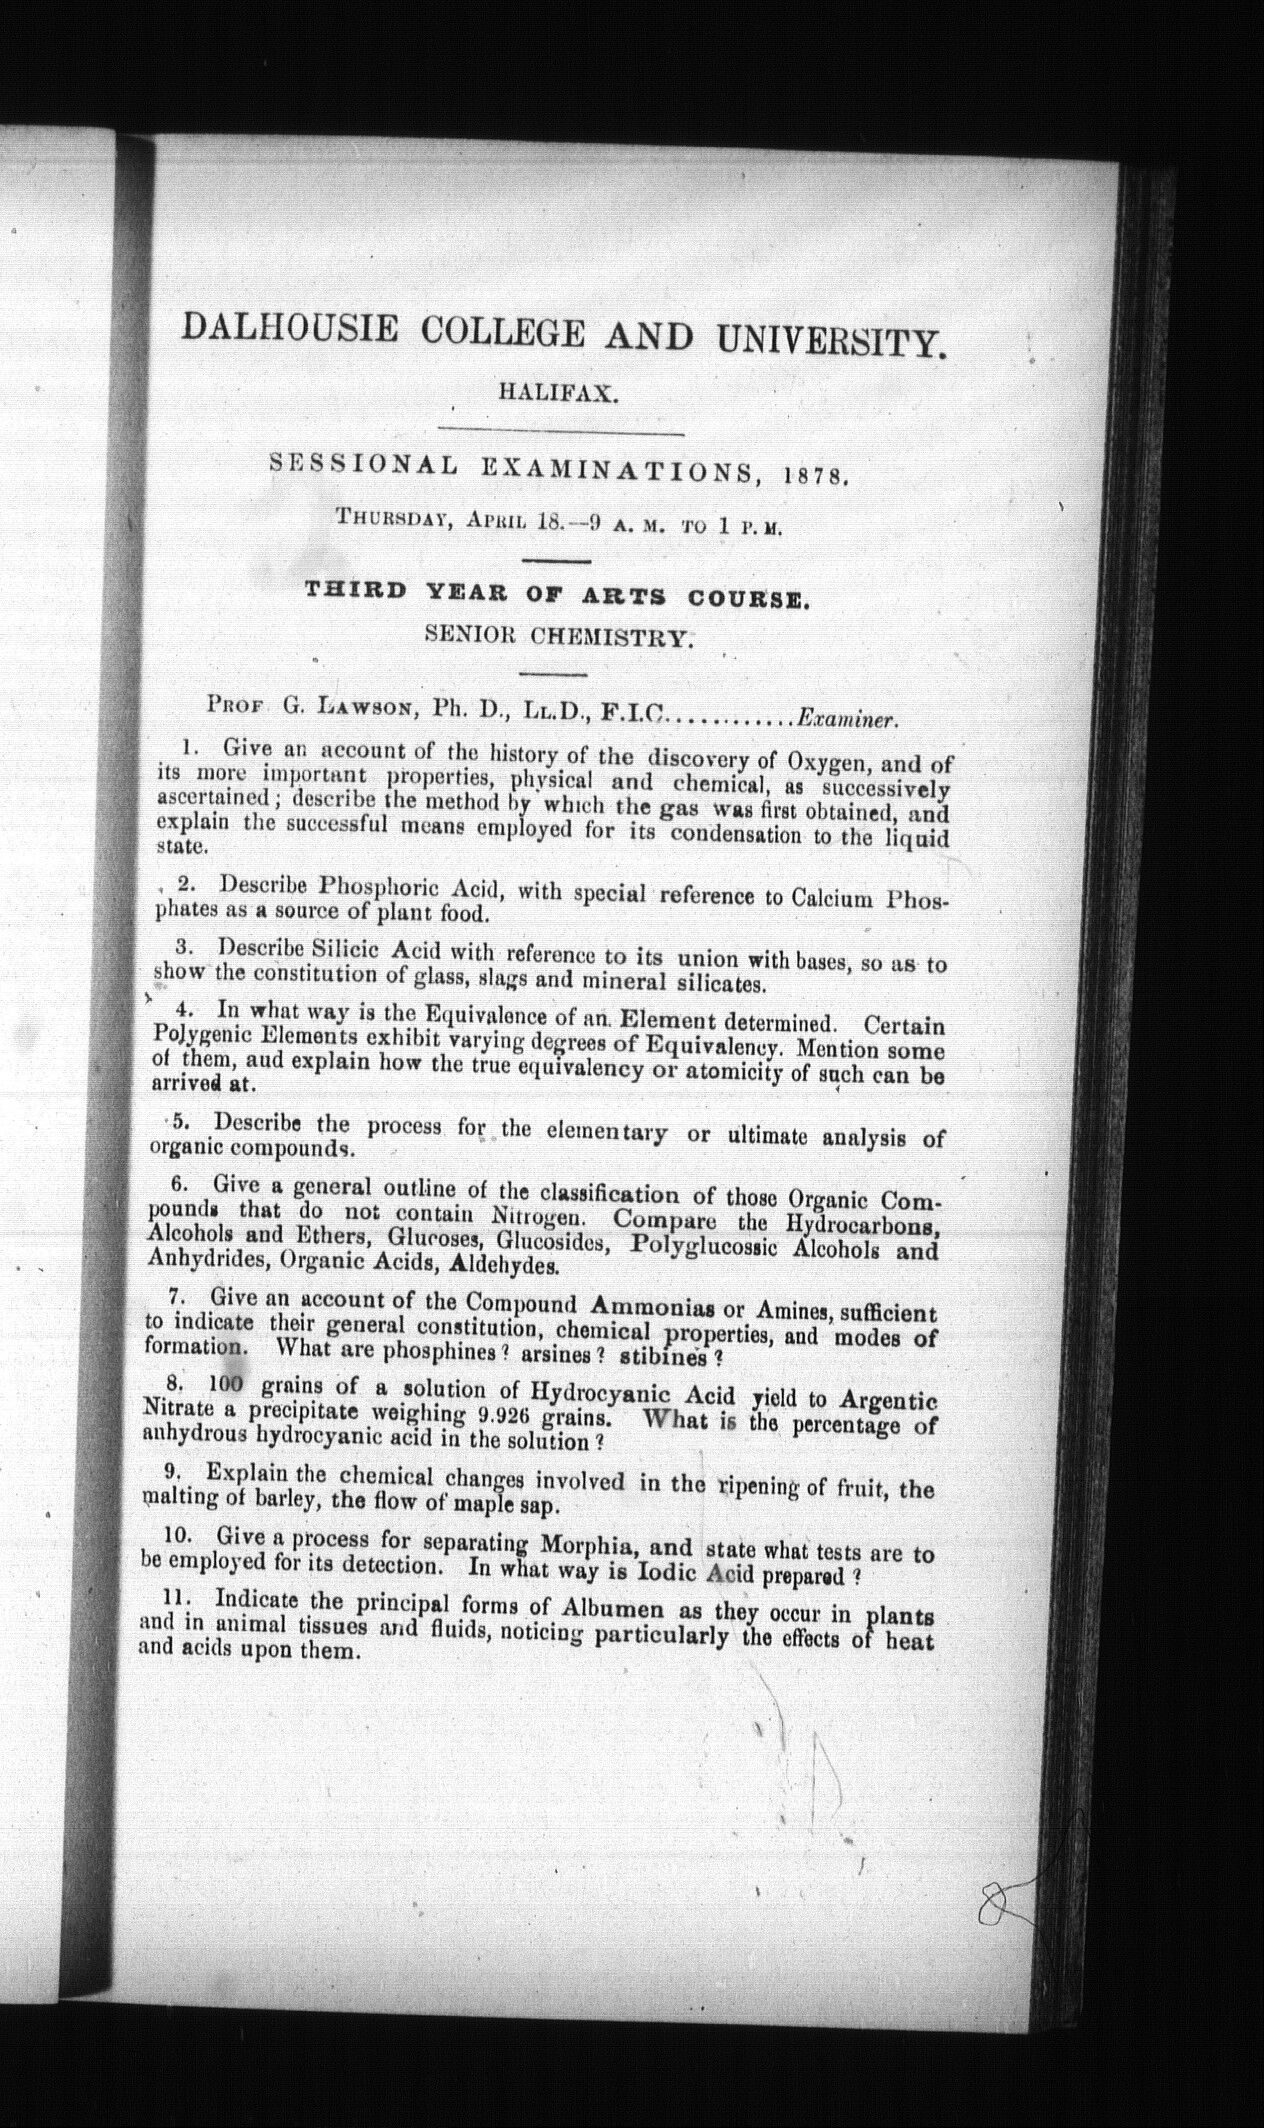 DALHOUSIE COLLEGE AND UNIVERSITY.
HALIFAX.
SESSIONAL EXAMINATIONS, 1878.
THURSDAY, APRIL 18.—9 A. M. TO 1 P. M.
THIRD YEAR OF ARTS COURSE.
SENIOR CHEMISTRY.
PROF. G. LAWSON, Ph. D., LL.D., F.I.C.............Examiner.
1. Give an account of the history of the discovery of Oxygen, and of
its more important properties, physical and chemical, as successively
ascertained; describe the method by which the gas was first obtained, and
explain the successful means employed for its condensation to the liquid
state.
2. Describe Phosphoric Acid, with special reference to Calcium Phos-
phates as a source of plant food.
3. Describe Silicic Acid with reference to its union with bases, so as to
show the constitution of glass, slags and mineral silicates.
4. In what way is the Equivalence of an Element determined. Certain
Polygenic Elements exhibit varying degrees of Equivalency. Mention some
of them, aud explain how the true equivalency or atomicity of such can be
arrived at.
5. Describe the process for the elementary or ultimate analysis of
organic compounds.
6. Give a general outline of the classification of those Organic Com-
pounds that do not contain Nitrogen. Compare the Hydrocarbons,
Alcohols and Ethers, Glucoses, Glucosides, Polyglucossic Alcohols and
Anhydrides, Organic Acids, Aldehydes.
7. Give an account of the Compound Ammonias or Amines, sufficient
to indicate their general constitution, chemical properties, and modes of
formation. What are phosphines? arsines? stibines?
8. 100 grains of a solution of Hydrocyanic Acid yield to Argentic
Nitrate a precipitate weighing 9.926 grains. What is the percentage of
anhydrous hydrocyanic acid in the solution?
9. Explain the chemical changes involved in the ripening of fruit, the
malting of barley, the flow of maple sap.
10. Give a process for separating Morphia, and state what tests are to
be employed for its detection. In what way is Iodic Acid prepared?
11. Indicate the principal forms of Albumen as they occur in plants
and in animal tissues and fluids, noticing particularly the effects of heat
and acids upon them.
8